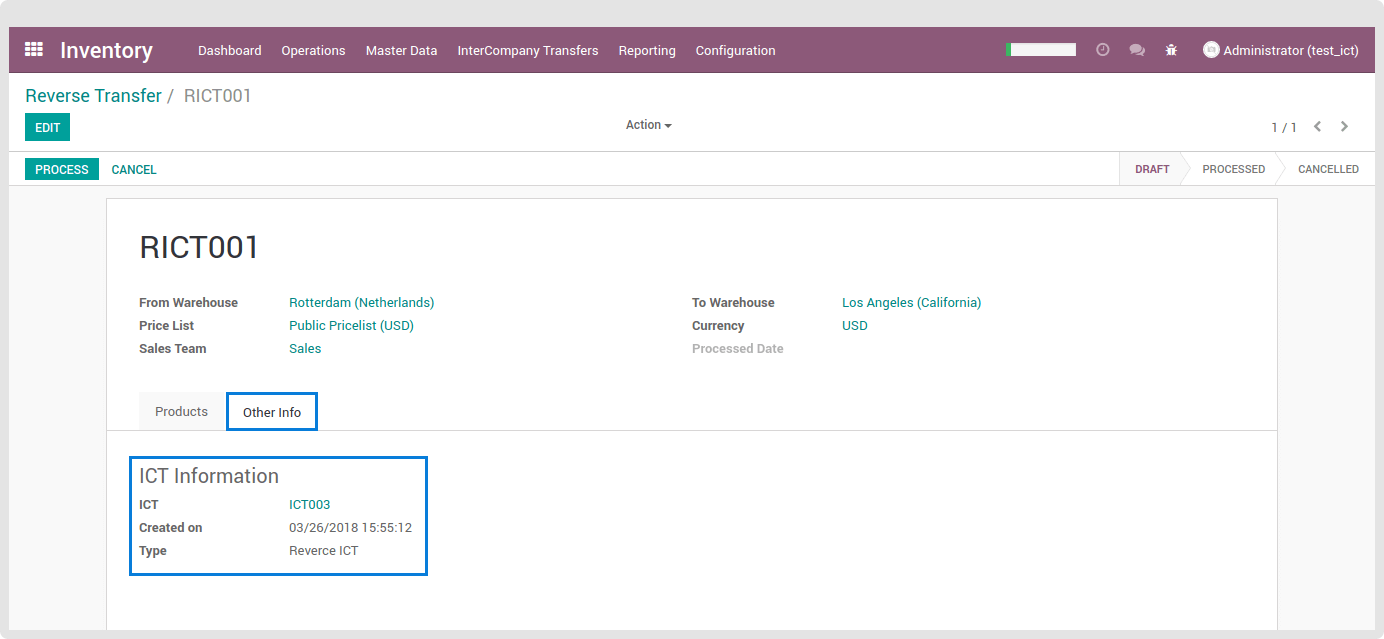 Inventory Dashboard Operations Master Data InterCompany Transfers Reporting Configuration Administrator (test_ict)
Reverse Transfer / RICT001
EDIT Action 1 / 1
PROCESS CANCEL DRAFT PROCESSED CANCELLED
RICT001
From Warehouse Rotterdam (Netherlands) To Warehouse Los Angeles (California)
Price List Public Pricelist (USD) Currency USD
Sales Team Sales Processed Date
Products Other Info
ICT Information
ICT ICT003
Created on 03/26/2018 15:55:12
Type Reverce ICT